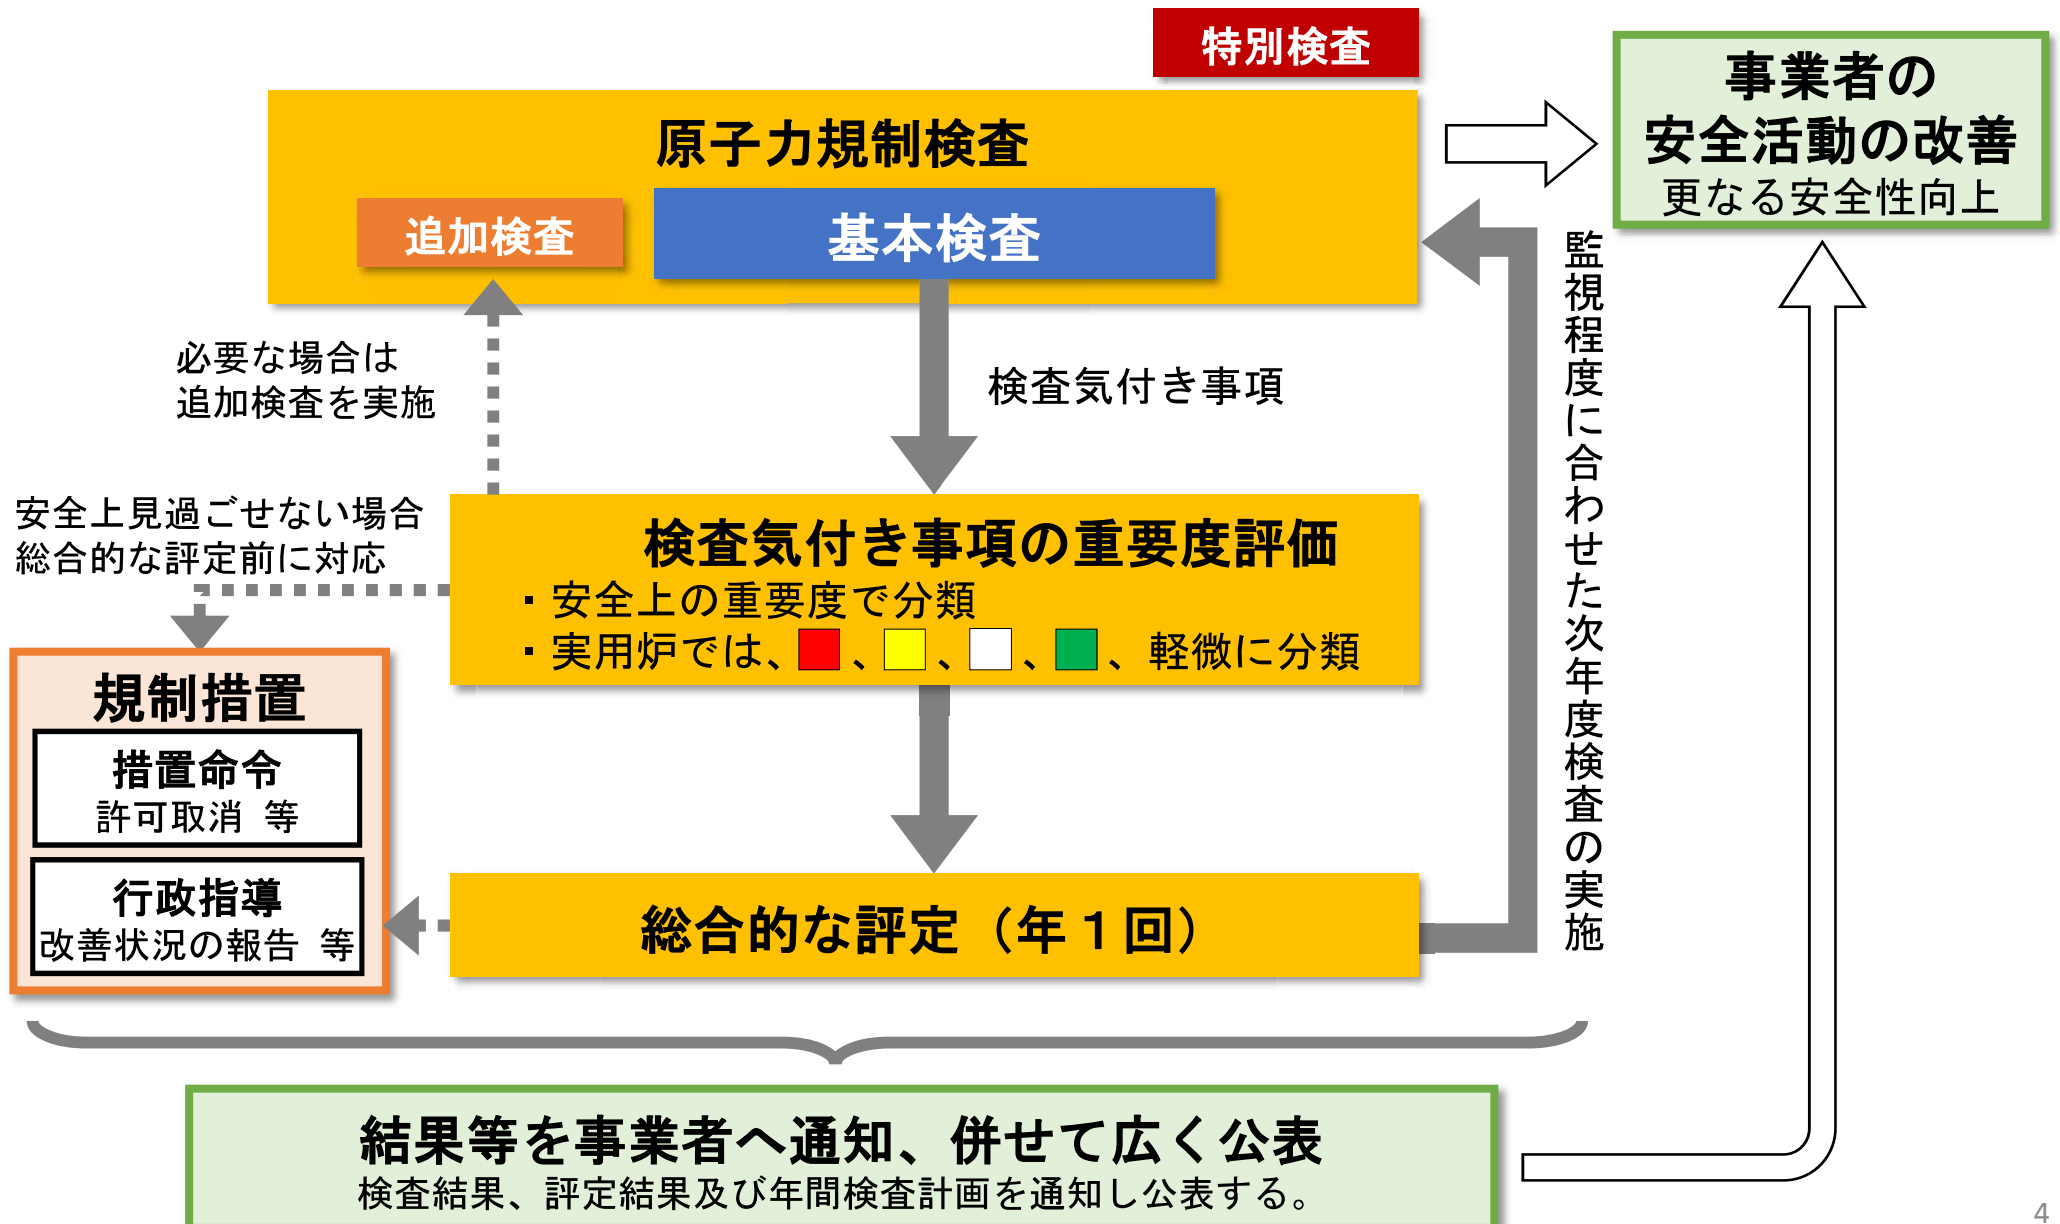 特別検査
原子力規制検査
追加検査
基本検査
事業者の
安全活動の改善
更なる安全性向上
必要な場合は
追加検査を実施
検査気付き事項
監視程度に合わせた次年度検査の実施
安全上見過ごせない場合
総合的な評定前に対応
検査気付き事項の重要度評価
・安全上の重要度で分類
・実用炉では、、、、軽微に分類
規制措置
措置命令
許可取消 等
行政指導
改善状況の報告 等
総合的な評定（年１回）
結果等を事業者へ通知、併せて広く公表
検査結果、評定結果及び年間検査計画を通知し公表する。
4